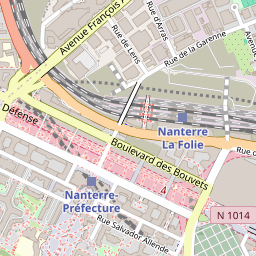 Avenue François
Rue d'Arras
Rue de Lens
Rue de la Garenne
Défense
Nanterre
La Folie
Rue d
Boulevard des Bouvets
Nanterre-
Préfecture
4
N 1014
Rue Salvador Allende